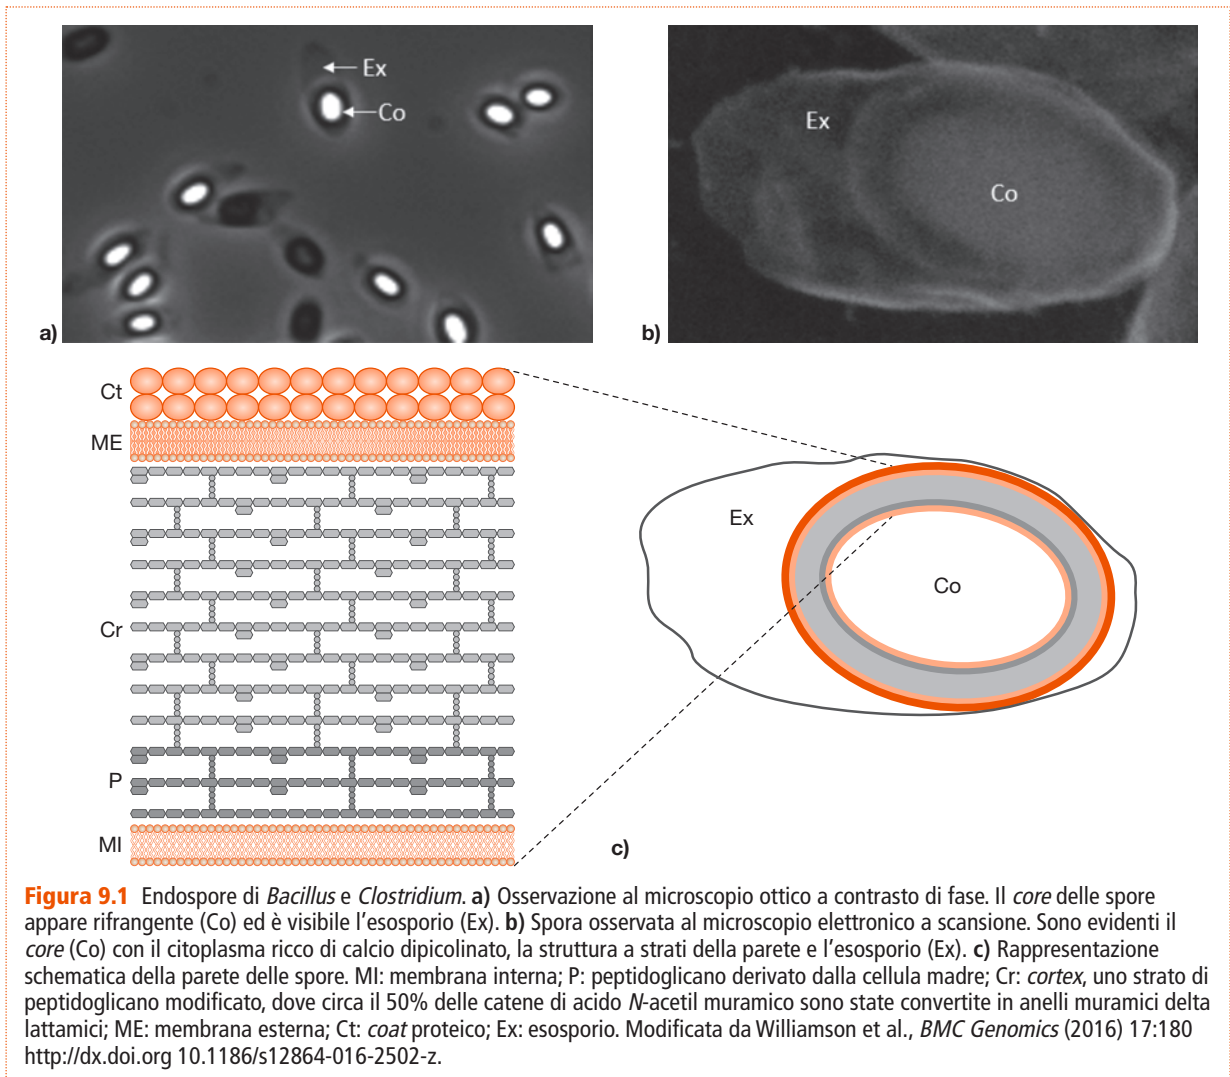 Ex
Co
a)
Ex
Co
b)
Ct
ME
Cr
P
MI
Ex
Co
c)
Figura 9.1 Endospore di Bacillus e Clostridium. a) Osservazione al microscopio ottico a contrasto di fase. Il core delle spore
appare rifrangente (Co) ed è visibile l'esosporio (Ex). b) Spora osservata al microscopio elettronico a scansione. Sono evidenti il
core (Co) con il citoplasma ricco di calcio dipicolinato, la struttura a strati della parete e l'esosporio (Ex). c) Rappresentazione
schematica della parete delle spore. MI: membrana interna; P: peptidoglicano derivato dalla cellula madre; Cr: cortex, uno strato di
peptidoglicano modificato, dove circa il 50% delle catene di acido N-acetil muramico sono state convertite in anelli muramici delta
lattamici; ME: membrana esterna; Ct: coat proteico; Ex: esosporio. Modificata da Williamson et al., BMC Genomics (2016) 17:180
http://dx.doi.org 10.1186/s12864-016-2502-z.